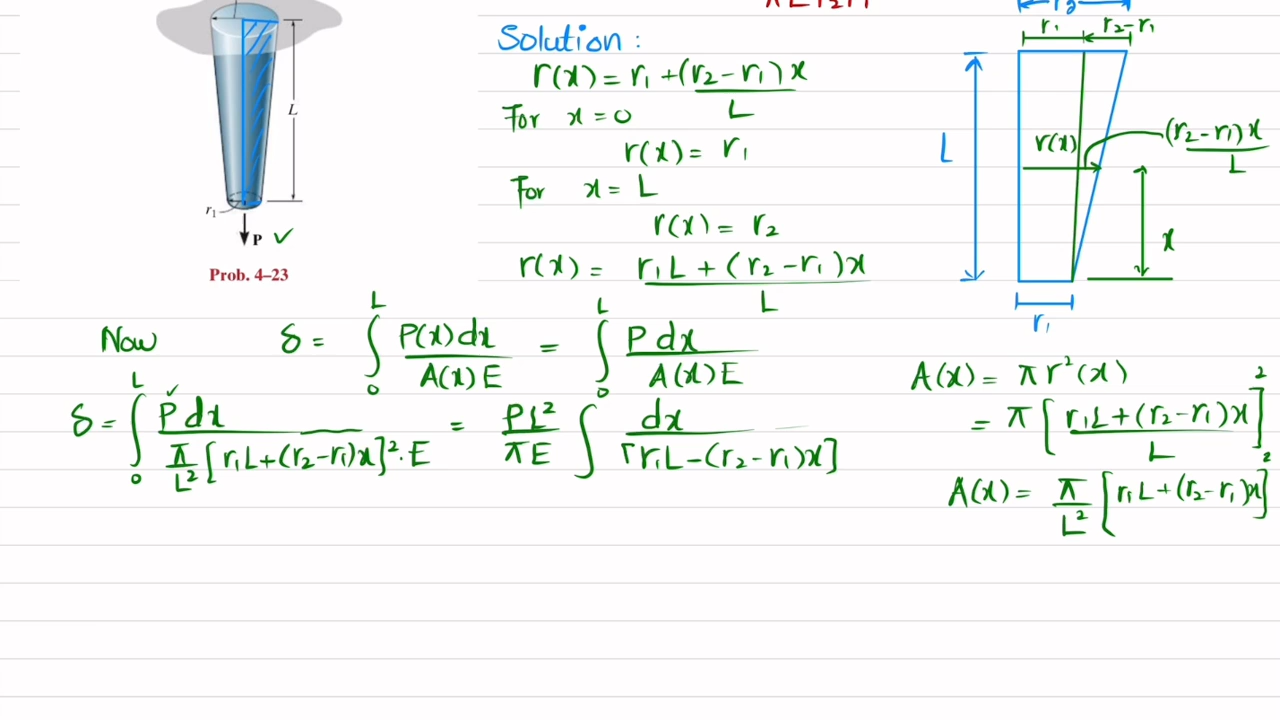 Solution :
r(x) = r₁ + (r₂ - r₁) x / L
For x = 0
r(x) = r₁
For x = L
r(x) = r₂
r(x) = r₁L + (r₂ - r₁)x / L
L
r₁
P ✓
Prob. 4–23
r₁ r₂-r₁
L
r(x)
(r₂-r₁)x / L
x
r₁
Now δ = ∫₀ᴸ P(x)dx / A(x)E = ∫₀ᴸ P dx / A(x)E
δ = ∫₀ᴸ P dx / π/L² [r₁L+(r₂-r₁)x]²·E = PL²/πE ∫ dx / [r₁L-(r₂-r₁)x]
A(x) = π r²(x)
= π [r₁L+(r₂-r₁)x / L]²
A(x) = π/L² [r₁L+(r₂-r₁)x]²